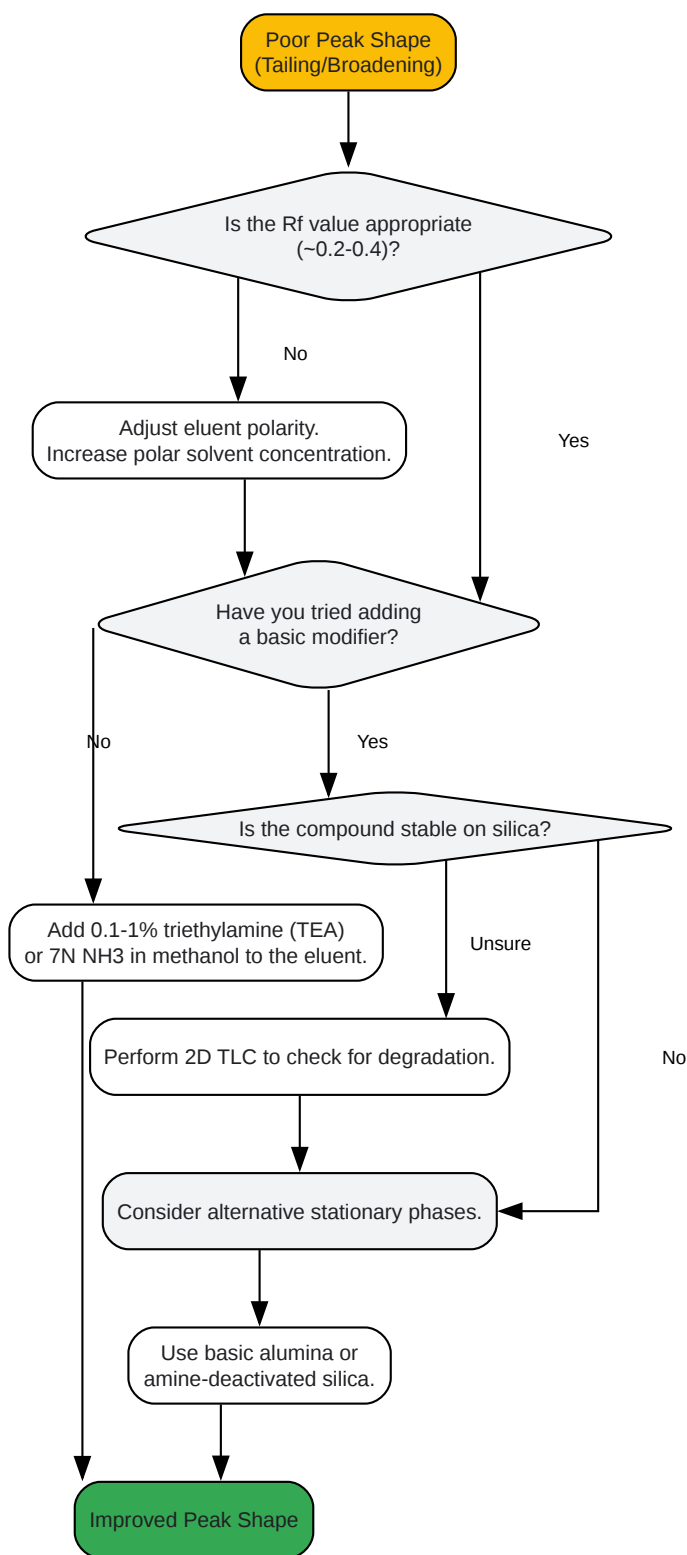 Poor Peak Shape
(Tailing/Broadening)
Is the Rf value appropriate
(~0.2-0.4)?
No
Adjust eluent polarity.
Increase polar solvent concentration.
Yes
Have you tried adding
a basic modifier?
No
Yes
Is the compound stable on silica?
Add 0.1-1% triethylamine (TEA)
or 7N NH3 in methanol to the eluent.
Unsure
Perform 2D TLC to check for degradation.
No
Consider alternative stationary phases.
Use basic alumina or
amine-deactivated silica.
Improved Peak Shape